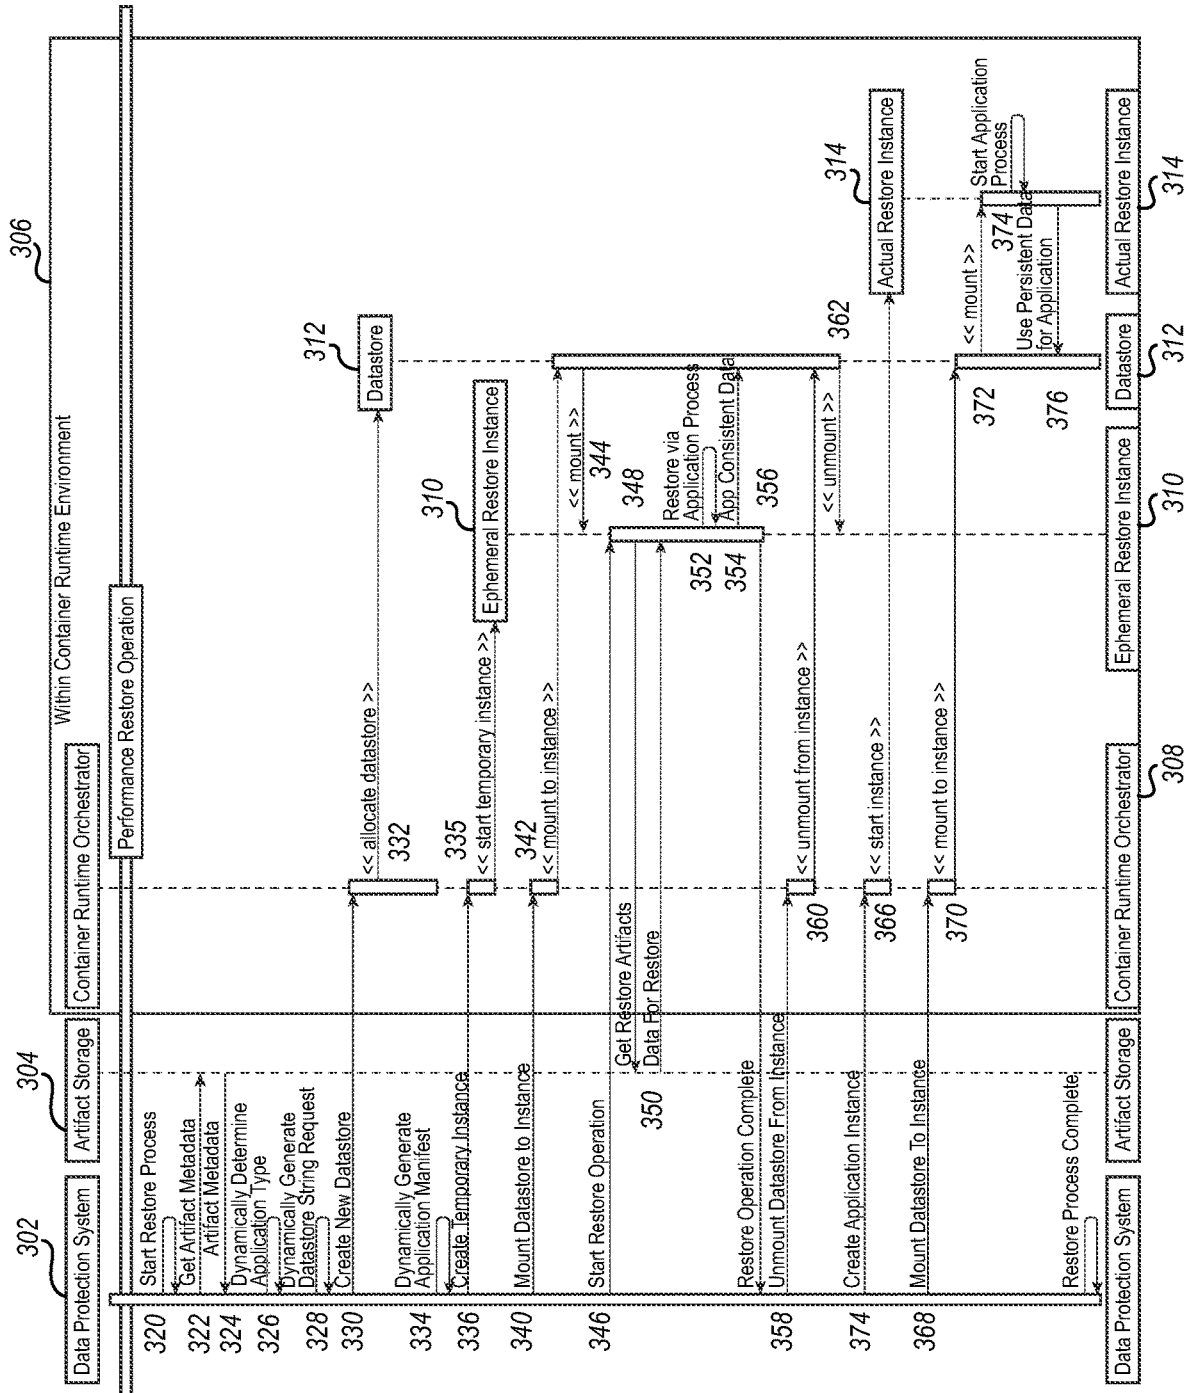 306
Within Container Runtime Environment
302
304
Data Protection System
Artifact Storage
Container Runtime Orchestrator
Performance Restore Operation
320
Start Restore Process
322
Get Artifact Metadata
324
Artifact Metadata
326
Dynamically Determine
Application Type
328
Dynamically Generate
Datastore String Request
330
Create New Datastore
<< allocate datastore >>
332
312
Datastore
334
Dynamically Generate
Application Manifest
336
Create Temporary Instance
335
<< start temporary instance >>
310
Ephemeral Restore Instance
340
Mount Datastore to Instance
342
<< mount to instance >>
<< mount >>
344
346
Start Restore Operation
348
Get Restore Artifacts
350
Data For Restore
352
Restore via
Application Process
354
App Consistent Data
356
Restore Operation Complete
358
Unmount Datastore From Instance
360
<< unmount from instance >>
<< unmount >>
362
374
Create Application Instance
366
<< start instance >>
314
Actual Restore Instance
368
Mount Datastore To Instance
370
<< mount to instance >>
372
<< mount >>
374
Start Application
Process
376
Use Persistent Data
for Application
Restore Process Complete
Data Protection System
Artifact Storage
Container Runtime Orchestrator
Ephemeral Restore Instance
Datastore
Actual Restore Instance
308
310
312
314